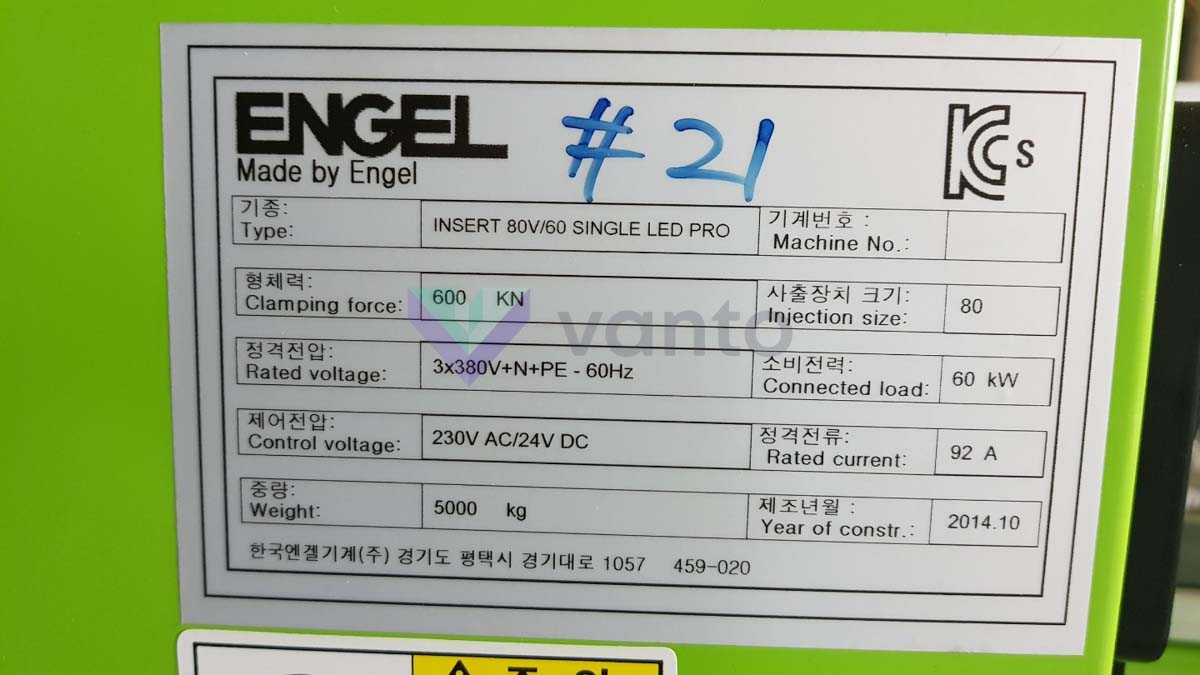 ENGEL
#21
Made by Engel
KCs
기종:
Type:
INSERT 80V/60 SINGLE LED PRO
기계번호 :
Machine No.:
형체력:
Clamping force:
600 KN
사출장치 크기:
Injection size:
80
vanto
정격전압:
Rated voltage:
3x380V+N+PE - 60Hz
소비전력:
Connected load:
60 kW
제어전압:
Control voltage:
230V AC/24V DC
정격전류:
Rated current:
92 A
중량:
Weight:
5000 kg
제조년월 :
Year of constr.:
2014.10
한국엔겔기계(주) 경기도 평택시 경기대로 1057 459-020